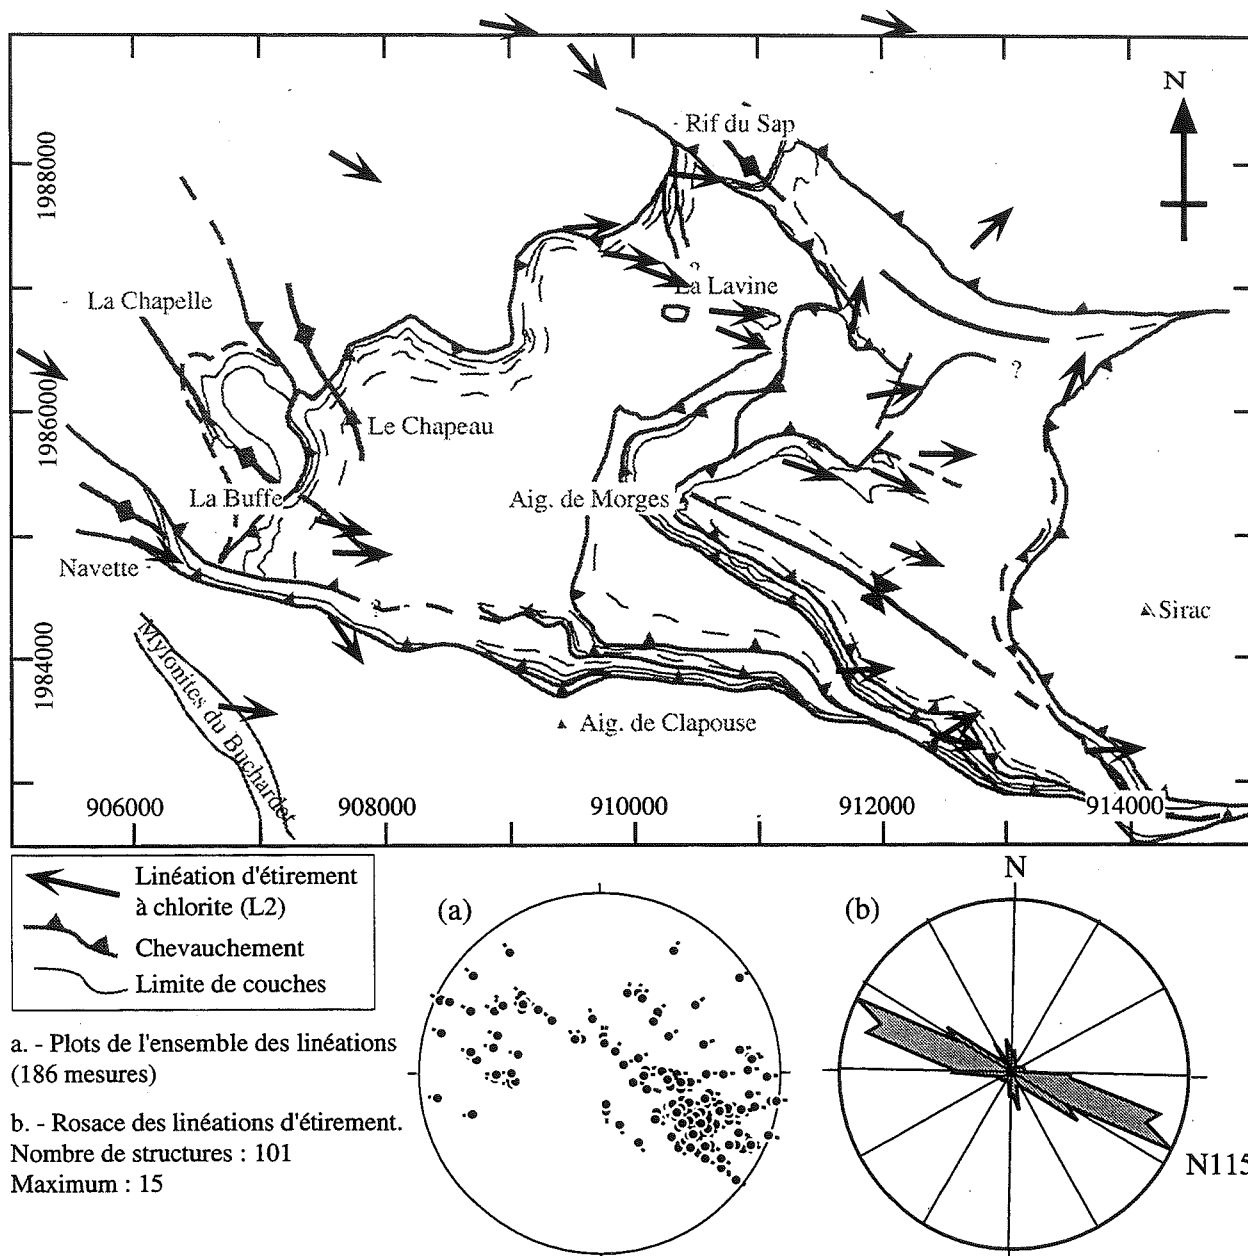 N
Rif du Sap
1988000
?
La Lavine
La Chapelle
?
1986000
Le Chapeau
La Buffe
Aig. de Morges
Navette
?
Sirac
1984000
Mylonites du Buchardet
Aig. de Clapouse
906000 908000 910000 912000 914000
Linéation d'étirement
à chlorite (L2)
Chevauchement
Limite de couches
(a)
(b)
N
N115
a. - Plots de l'ensemble des linéations
(186 mesures)
b. - Rosace des linéations d'étirement.
Nombre de structures : 101
Maximum : 15